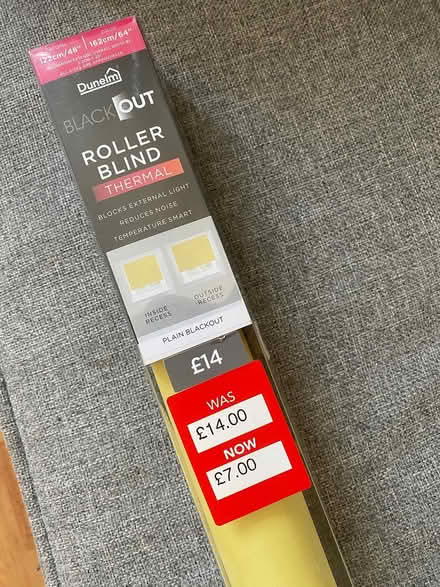 122cm/48"
162cm/64"
Dunelm
BLACKOUT
ROLLER
BLIND
THERMAL
BLOCKS EXTERNAL LIGHT
REDUCES NOISE
TEMPERATURE SMART
INSIDE
RECESS
OUTSIDE
RECESS
PLAIN BLACKOUT
£14
WAS
£14.00
NOW
£7.00